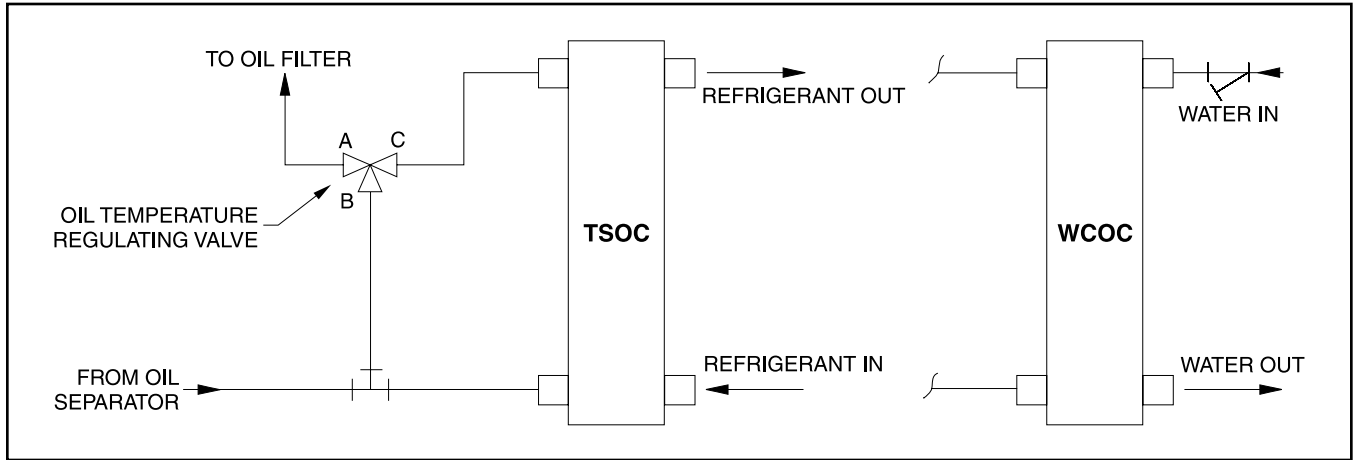 TO OIL FILTER
A
C
B
OIL TEMPERATURE
REGULATING VALVE
FROM OIL
SEPARATOR
TSOC
REFRIGERANT OUT
REFRIGERANT IN
WCOC
WATER IN
WATER OUT